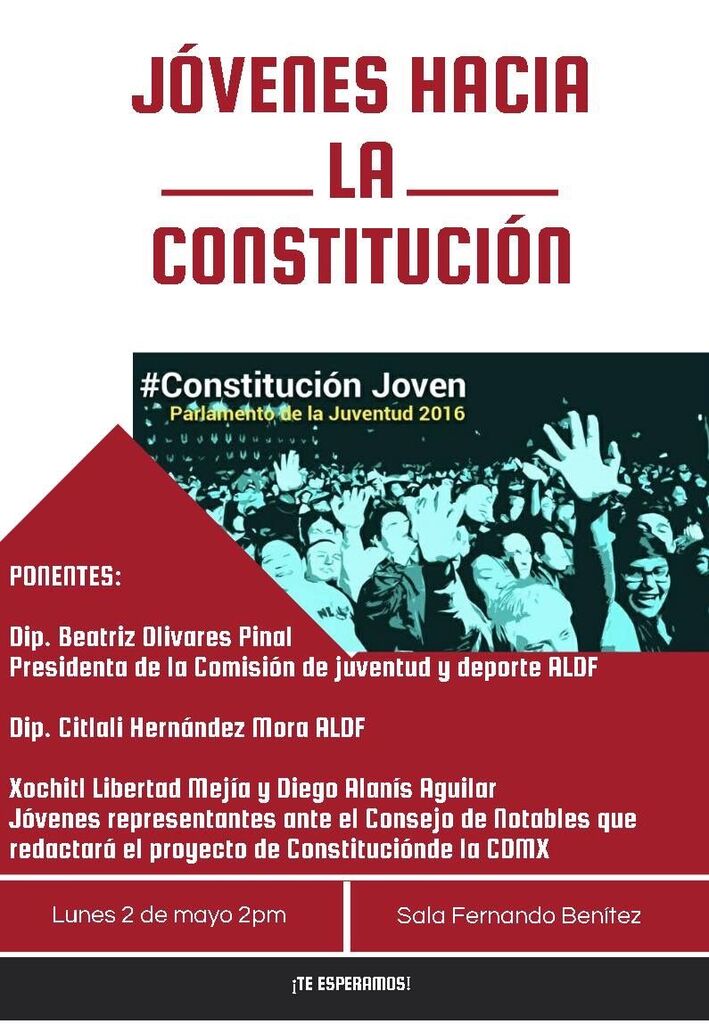 JÓVENES HACIA
LA
CONSTITUCIÓN
#Constitución Joven
Parlamento de la Juventud 2016
PONENTES:
Dip. Beatriz Olivares Pinal
Presidenta de la Comisión de juventud y deporte ALDF
Dip. Citlali Hernández Mora ALDF
Xochitl Libertad Mejía y Diego Alanís Aguilar
Jóvenes representantes ante el Consejo de Notables que
redactará el proyecto de Constituciónde la CDMX
Lunes 2 de mayo 2pm
Sala Fernando Benítez
¡TE ESPERAMOS!